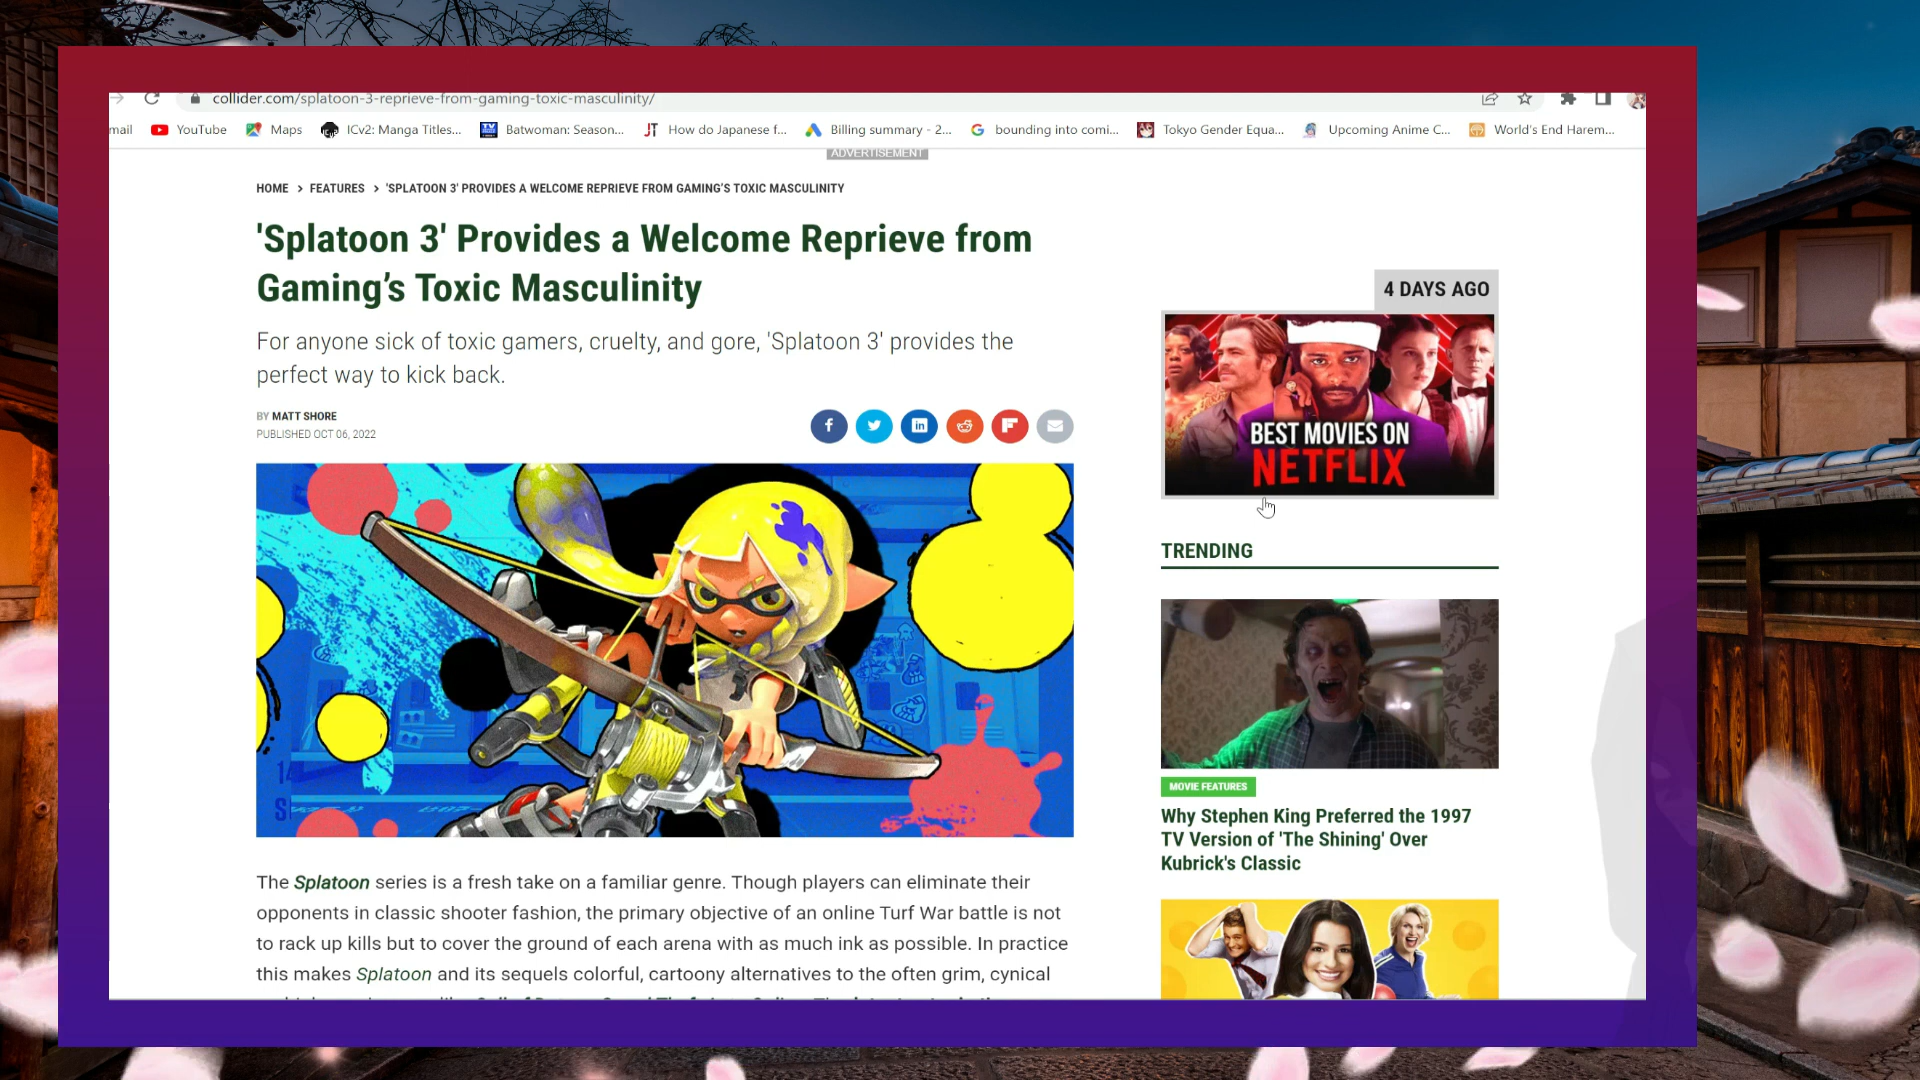 collider.com/splatoon-3-reprieve-from-gaming-toxic-masculinity/
mail YouTube Maps ICv2: Manga Titles... Batwoman: Season... How do Japanese f... Billing summary - 2... bounding into comi... Tokyo Gender Equa... Upcoming Anime C... World's End Harem...
ADVERTISEMENT
HOME > FEATURES > 'SPLATOON 3' PROVIDES A WELCOME REPRIEVE FROM GAMING'S TOXIC MASCULINITY
'Splatoon 3' Provides a Welcome Reprieve from
Gaming's Toxic Masculinity
For anyone sick of toxic gamers, cruelty, and gore, 'Splatoon 3' provides the
perfect way to kick back.
BY MATT SHORE
PUBLISHED OCT 06, 2022
The Splatoon series is a fresh take on a familiar genre. Though players can eliminate their
opponents in classic shooter fashion, the primary objective of an online Turf War battle is not
to rack up kills but to cover the ground of each arena with as much ink as possible. In practice
this makes Splatoon and its sequels colorful, cartoony alternatives to the often grim, cynical
4 DAYS AGO
BEST MOVIES ON
NETFLIX
TRENDING
MOVIE FEATURES
Why Stephen King Preferred the 1997
TV Version of 'The Shining' Over
Kubrick's Classic